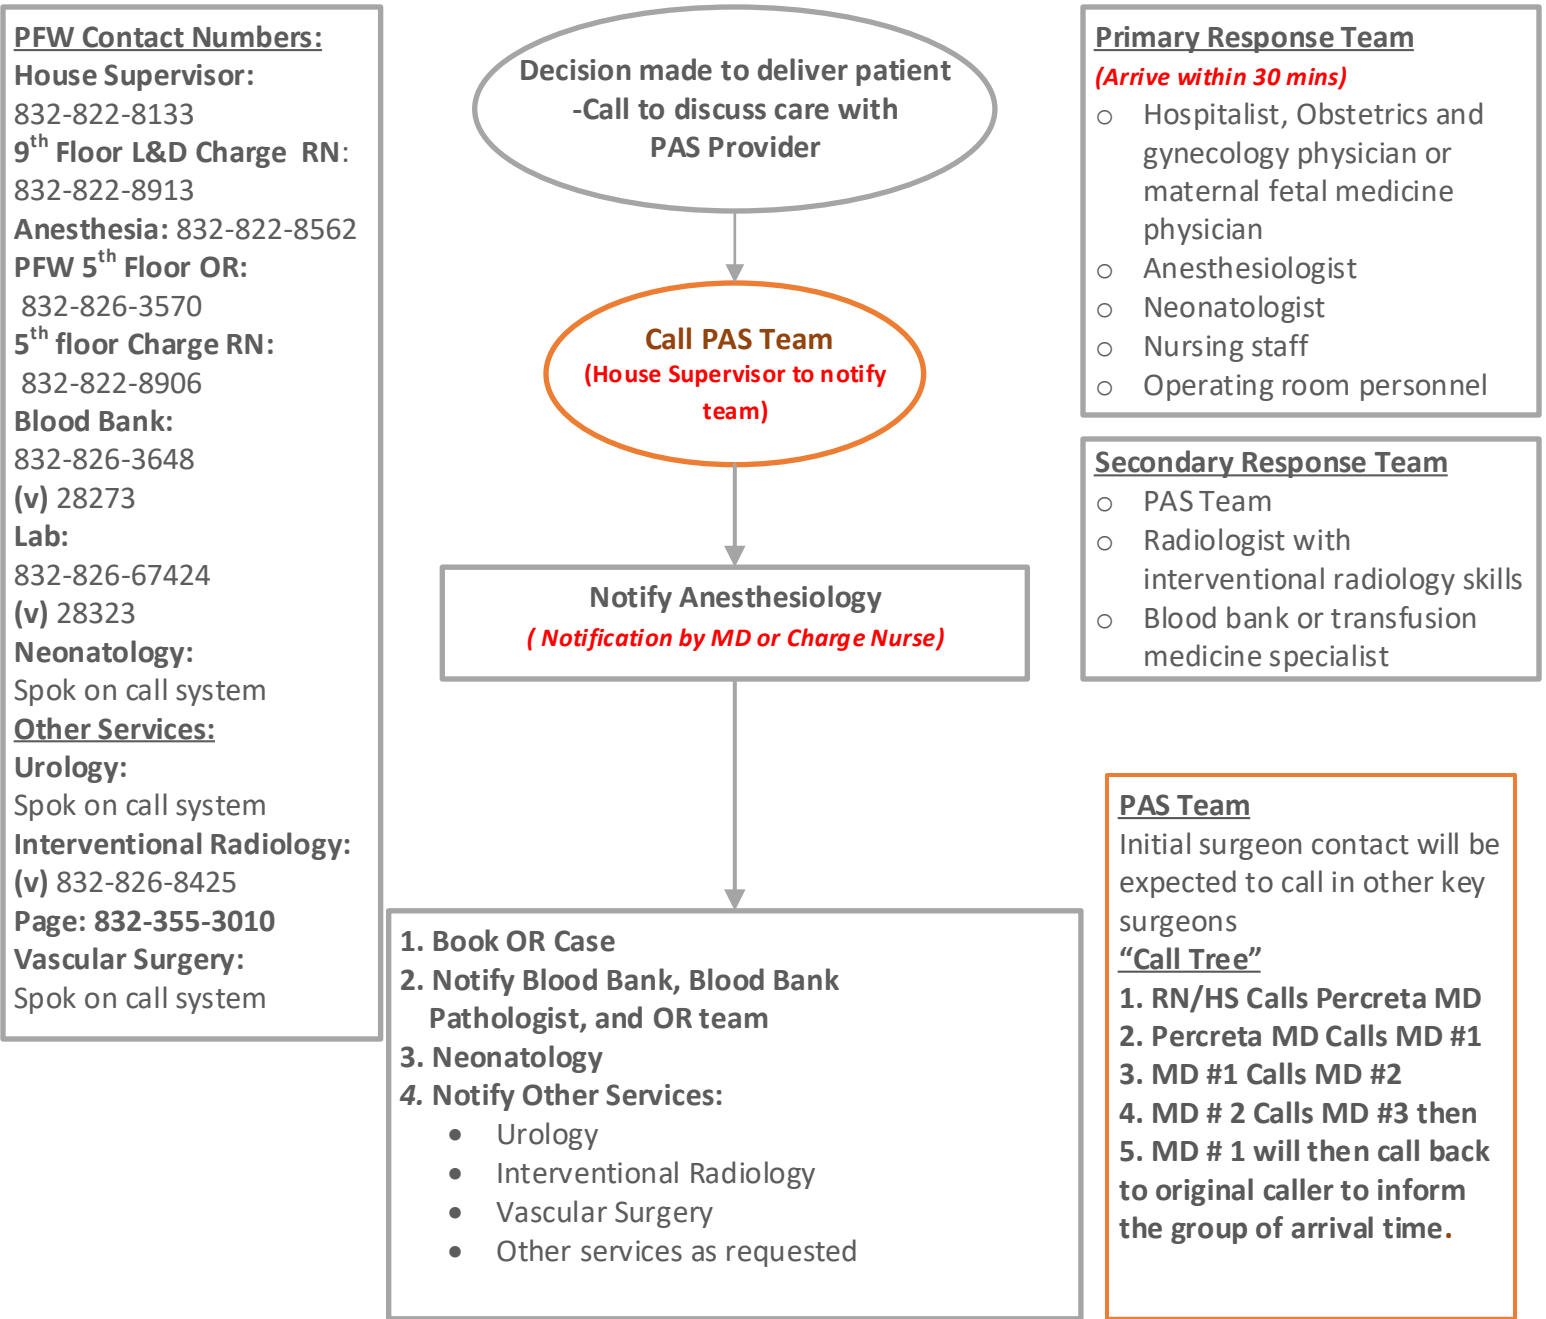 PFW Contact Numbers:
House Supervisor:
832-822-8133
9th Floor L&D Charge RN:
832-822-8913
Anesthesia: 832-822-8562
PFW 5th Floor OR:
832-826-3570
5th floor Charge RN:
832-822-8906
Blood Bank:
832-826-3648
(v) 28273
Lab:
832-826-67424
(v) 28323
Neonatology:
Spok on call system
Other Services:
Urology:
Spok on call system
Interventional Radiology:
(v) 832-826-8425
Page: 832-355-3010
Vascular Surgery:
Spok on call system
Decision made to deliver patient
-Call to discuss care with
PAS Provider
Call PAS Team
(House Supervisor to notify
team)
Notify Anesthesiology
( Notification by MD or Charge Nurse)
1. Book OR Case
2. Notify Blood Bank, Blood Bank
Pathologist, and OR team
3. Neonatology
4. Notify Other Services:
• Urology
• Interventional Radiology
• Vascular Surgery
• Other services as requested
Primary Response Team
(Arrive within 30 mins)
o Hospitalist, Obstetrics and
gynecology physician or
maternal fetal medicine
physician
o Anesthesiologist
o Neonatologist
o Nursing staff
o Operating room personnel
Secondary Response Team
o PAS Team
o Radiologist with
interventional radiology skills
o Blood bank or transfusion
medicine specialist
PAS Team
Initial surgeon contact will be
expected to call in other key
surgeons
“Call Tree”
1. RN/HS Calls Percreta MD
2. Percreta MD Calls MD #1
3. MD #1 Calls MD #2
4. MD # 2 Calls MD #3 then
5. MD # 1 will then call back
to original caller to inform
the group of arrival time.